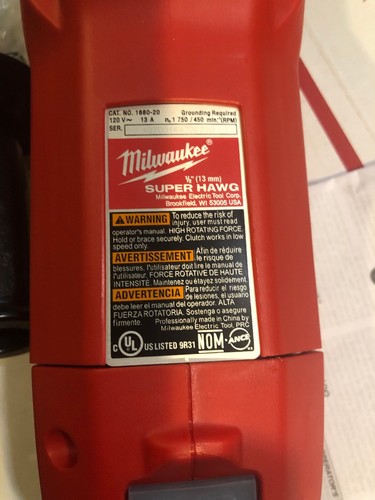 CAT. NO. 1680-20 Grounding Required
120 V~ 13 A n₀ 1 750 / 450 min.⁻¹(RPM)
SER.
Milwaukee®
½" (13 mm)
SUPER HAWG
Milwaukee Electric Tool Corp.
Brookfield, WI 53005 USA
WARNING To reduce the risk of
injury, user must read
operator's manual. HIGH ROTATING FORCE.
Hold or brace securely. Clutch works in low
speed only.
AVERTISSEMENT Afin de réduire
le risque de
blessures, l'utilisateur doit lire le manuel de
l'utilisateur. FORCE ROTATIVE DE HAUTE
INTENSITÉ Maintenez ou étayez solidement.
ADVERTENCIA Para reducir el riesgo
de lesiones, el usuario
debe leer el manual del operador. ALTA
FUERZA ROTATORIA. Sostenga o asegure
firmente.
Professionally made in China by
Milwaukee Electric Tool, PRC
C UL US LISTED 9R31 NOM ANCE